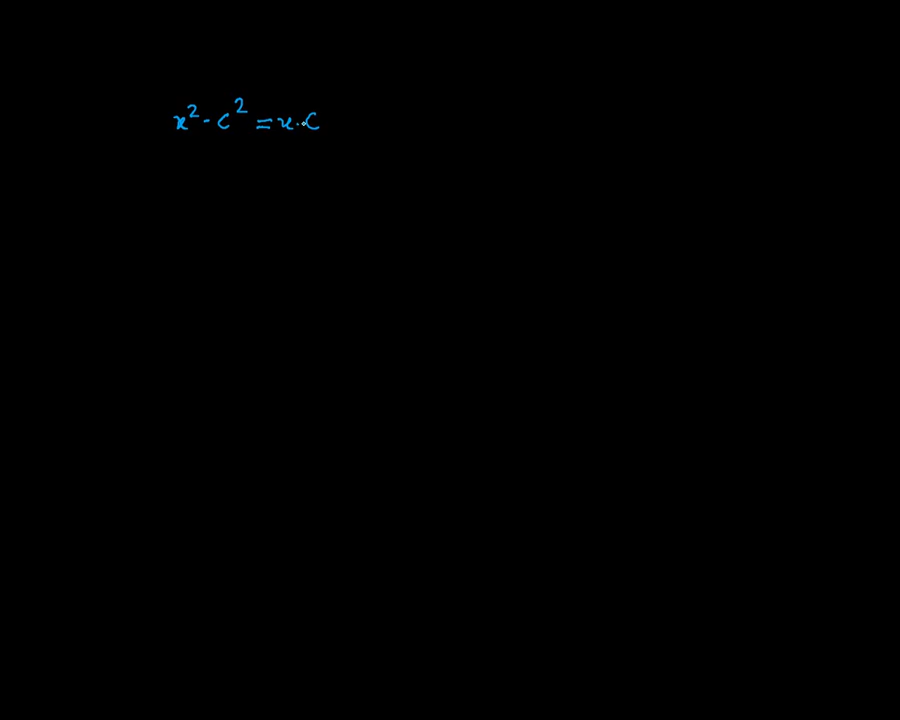 x² - c² = x · c